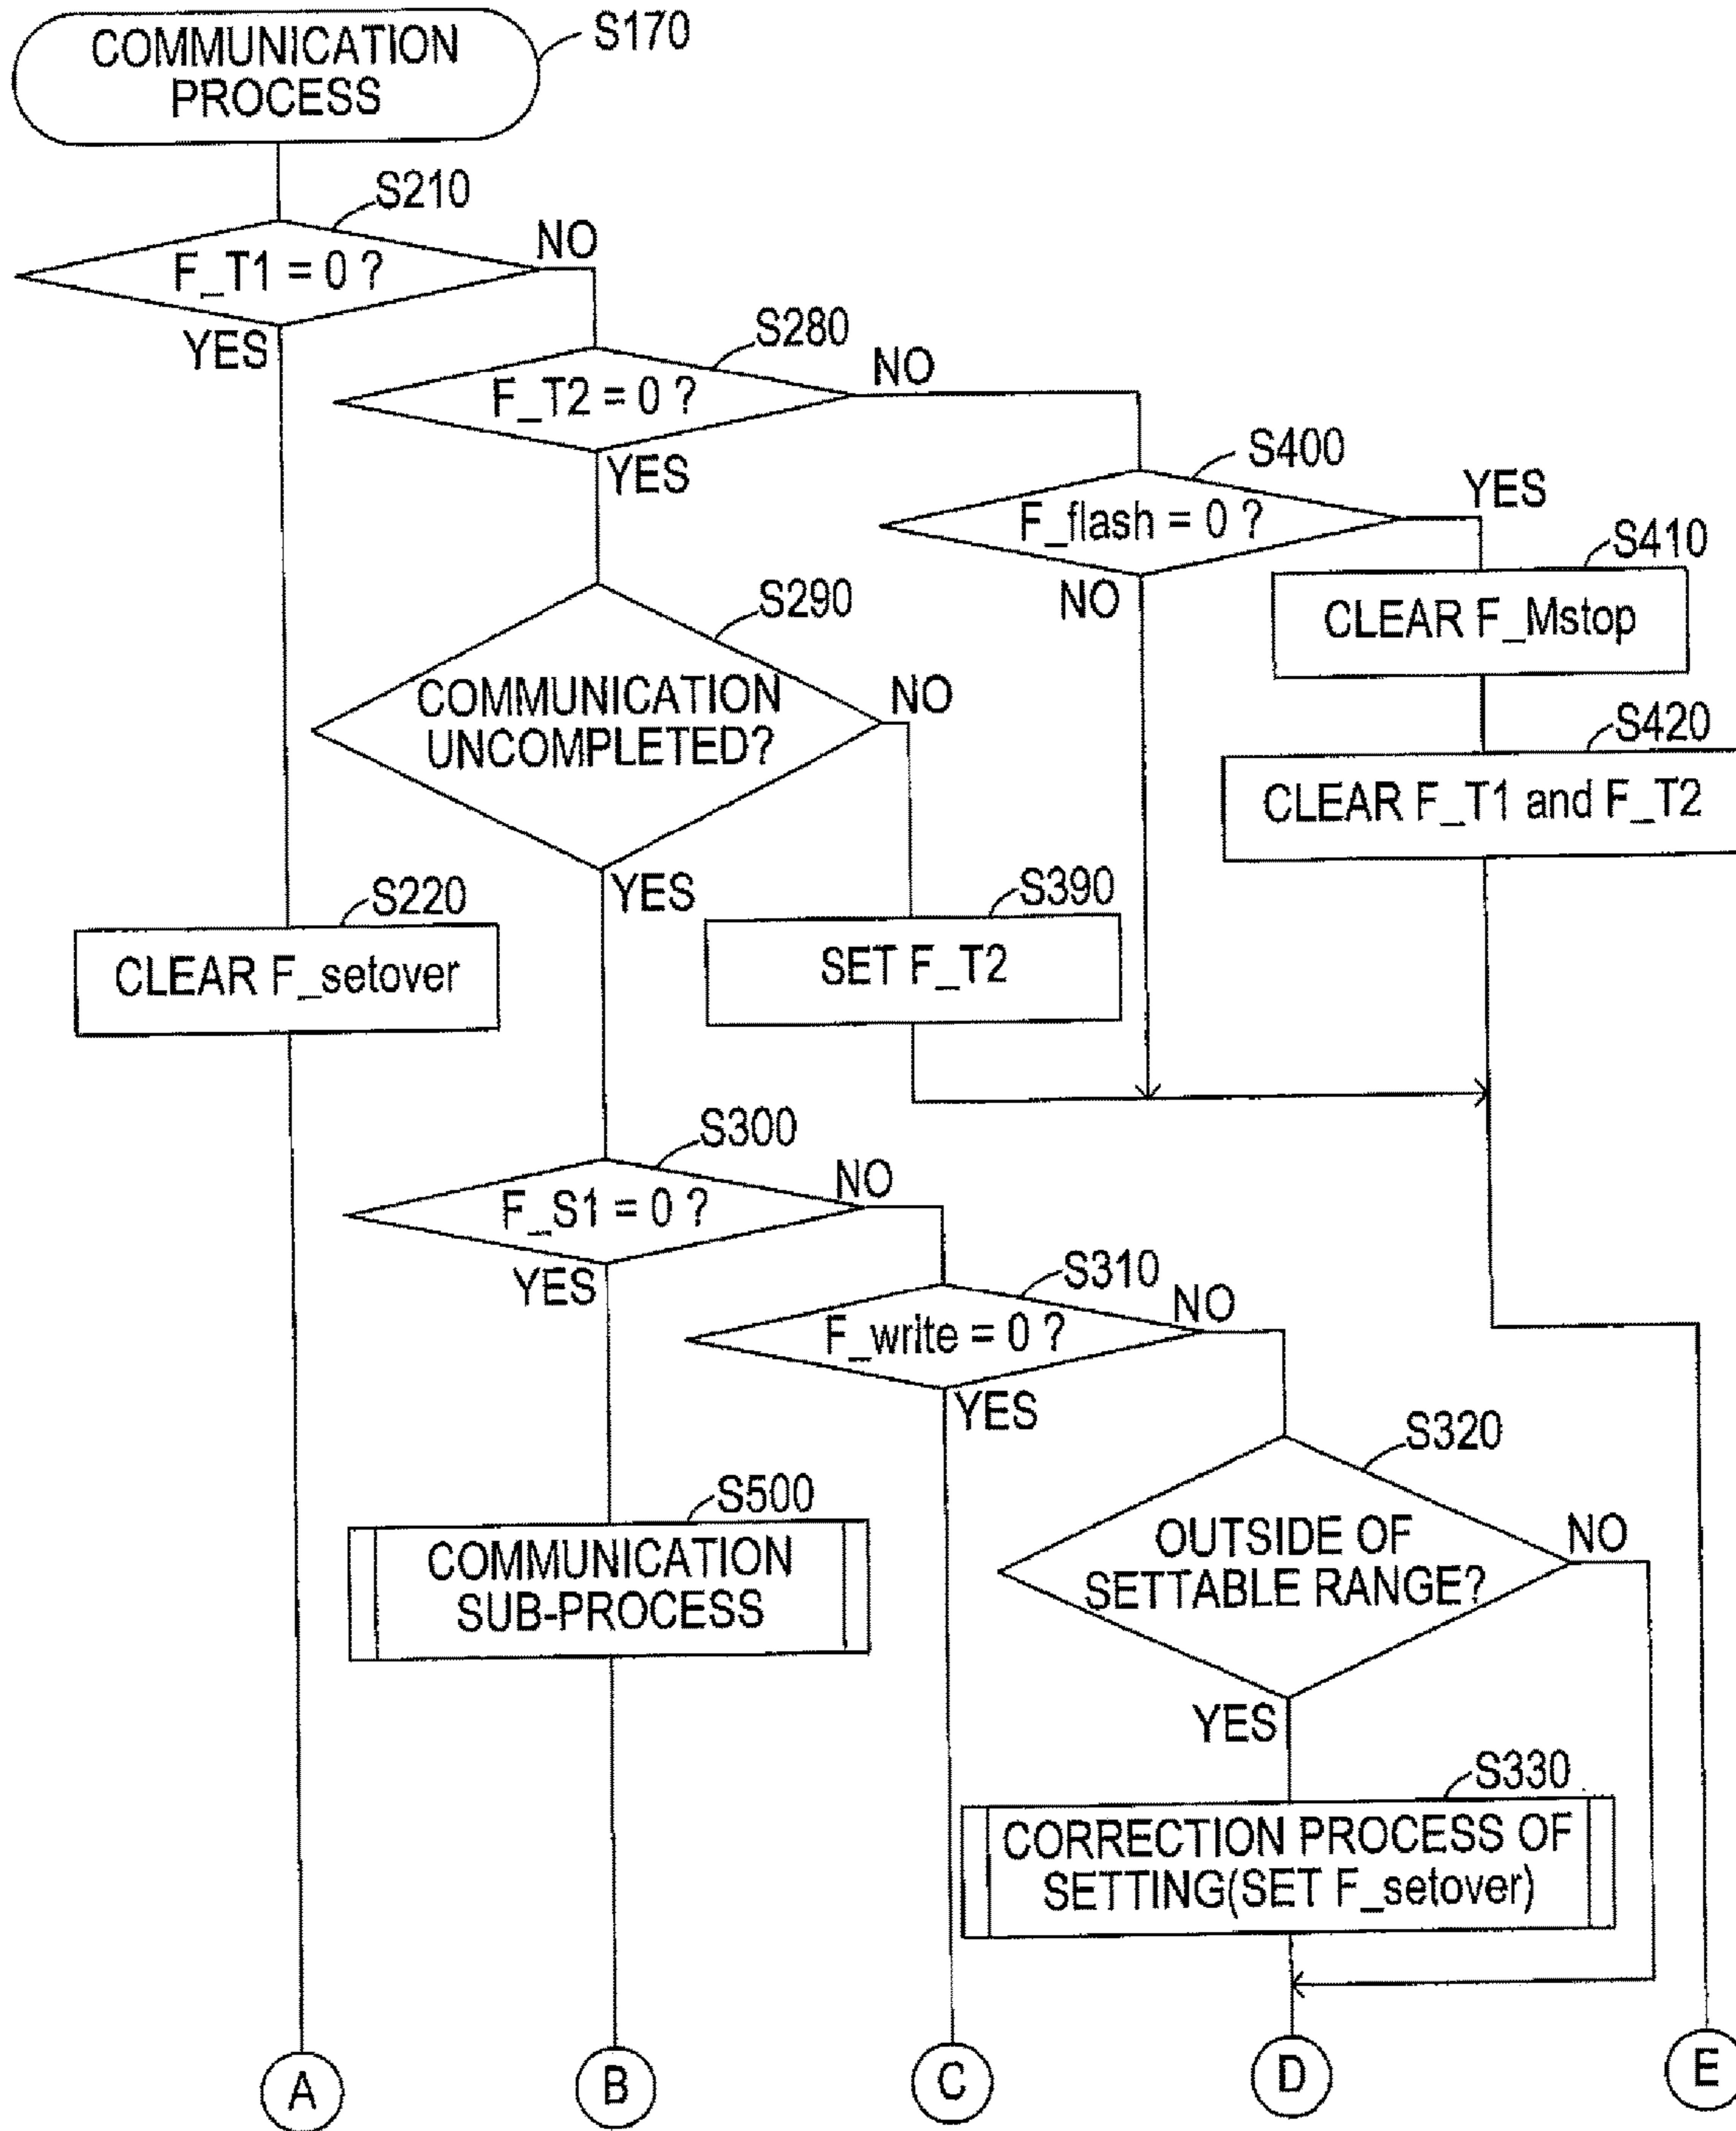 COMMUNICATION
PROCESS
S170
S210
F_T1 = 0 ?
NO
YES
S280
F_T2 = 0 ?
NO
YES
S400
F_flash = 0 ?
YES
NO
S410
CLEAR F_Mstop
S420
CLEAR F_T1 and F_T2
S290
COMMUNICATION
UNCOMPLETED?
NO
YES
S390
SET F_T2
S220
CLEAR F_setover
S300
F_S1 = 0 ?
NO
YES
S310
F_write = 0 ?
NO
YES
S320
OUTSIDE OF
SETTABLE RANGE?
NO
YES
S500
COMMUNICATION
SUB-PROCESS
S330
CORRECTION PROCESS OF
SETTING(SET F_setover)
A
B
C
D
E